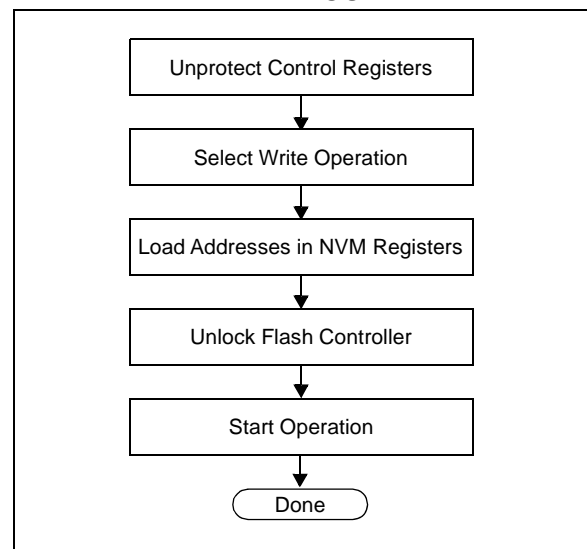 Unprotect Control Registers
Select Write Operation
Load Addresses in NVM Registers
Unlock Flash Controller
Start Operation
Done